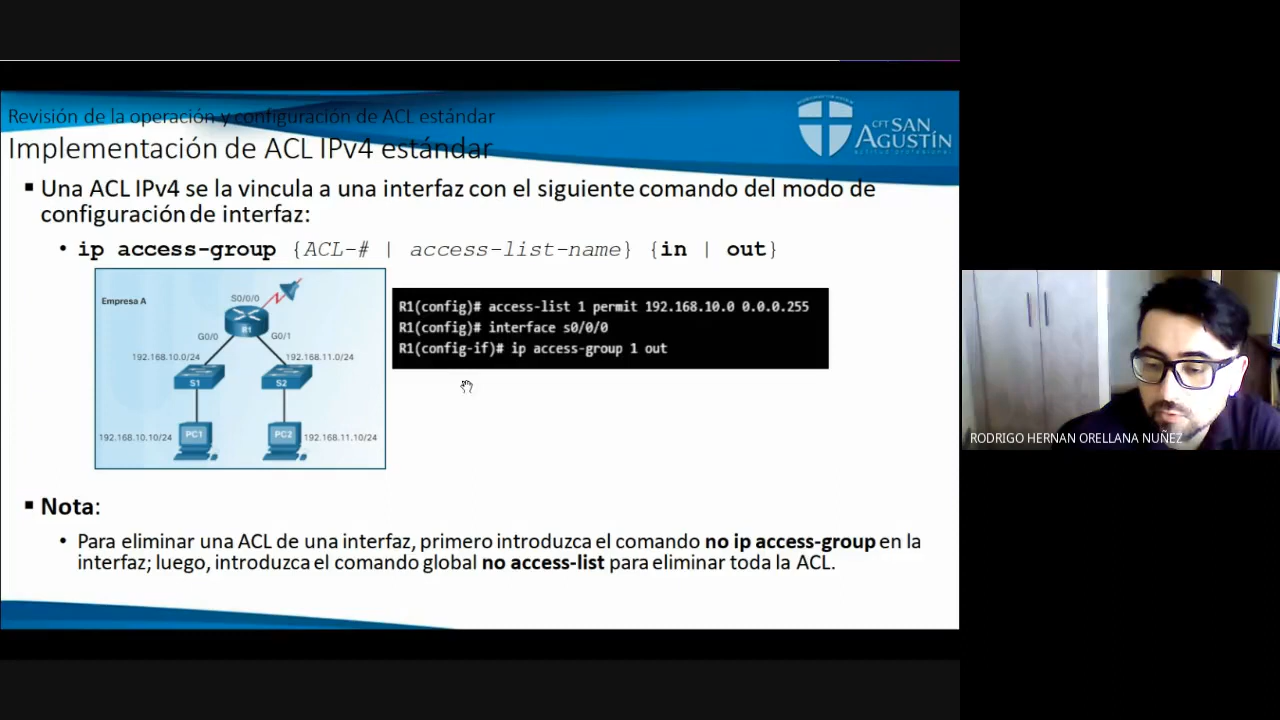 Revisión de la operación y configuración de ACL estándar
Implementación de ACL IPv4 estándar
CFT SAN
AGUSTÍN
▪ Una ACL IPv4 se la vincula a una interfaz con el siguiente comando del modo de
configuración de interfaz:
• ip access-group {ACL-# | access-list-name} {in | out}
Empresa A
S0/0/0
R1
G0/0
G0/1
192.168.10.0/24
192.168.11.0/24
S1
S2
192.168.10.10/24
PC1
PC2
192.168.11.10/24
R1(config)# access-list 1 permit 192.168.10.0 0.0.0.255
R1(config)# interface s0/0/0
R1(config-if)# ip access-group 1 out
▪ Nota:
• Para eliminar una ACL de una interfaz, primero introduzca el comando no ip access-group en la
interfaz; luego, introduzca el comando global no access-list para eliminar toda la ACL.
RODRIGO HERNAN ORELLANA NUÑEZ